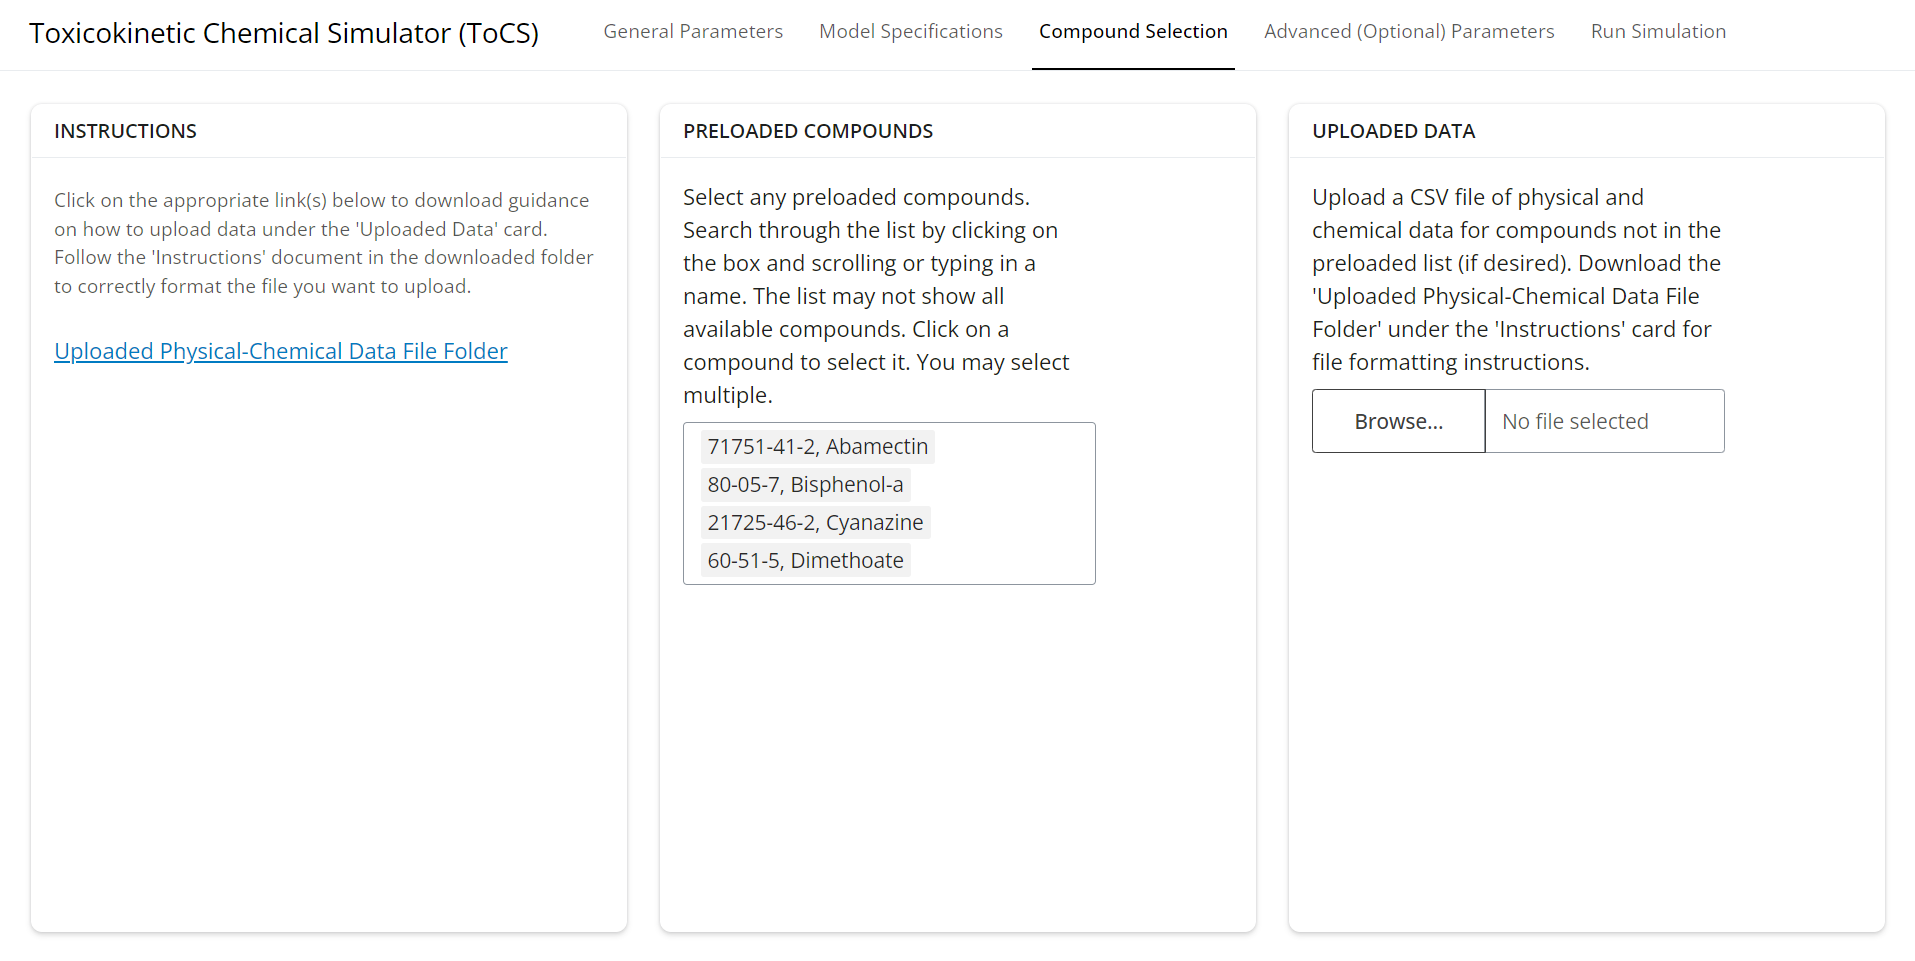 Toxicokinetic Chemical Simulator (ToCS)
General Parameters
Model Specifications
Compound Selection
Advanced (Optional) Parameters
Run Simulation
INSTRUCTIONS
Click on the appropriate link(s) below to download guidance
on how to upload data under the 'Uploaded Data' card.
Follow the 'Instructions' document in the downloaded folder
to correctly format the file you want to upload.
Uploaded Physical-Chemical Data File Folder
PRELOADED COMPOUNDS
Select any preloaded compounds.
Search through the list by clicking on
the box and scrolling or typing in a
name. The list may not show all
available compounds. Click on a
compound to select it. You may select
multiple.
71751-41-2, Abamectin
80-05-7, Bisphenol-a
21725-46-2, Cyanazine
60-51-5, Dimethoate
UPLOADED DATA
Upload a CSV file of physical and
chemical data for compounds not in the
preloaded list (if desired). Download the
'Uploaded Physical-Chemical Data File
Folder' under the 'Instructions' card for
file formatting instructions.
Browse...
No file selected